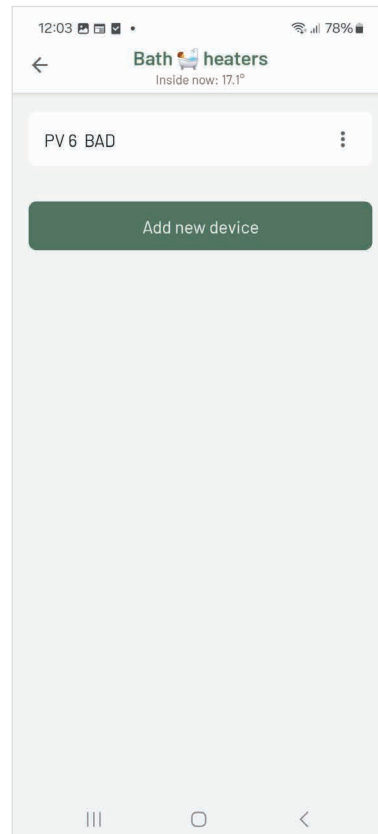 12:03 78%
Bath 🛀 heaters
Inside now: 17.1°
PV 6 BAD
Add new device